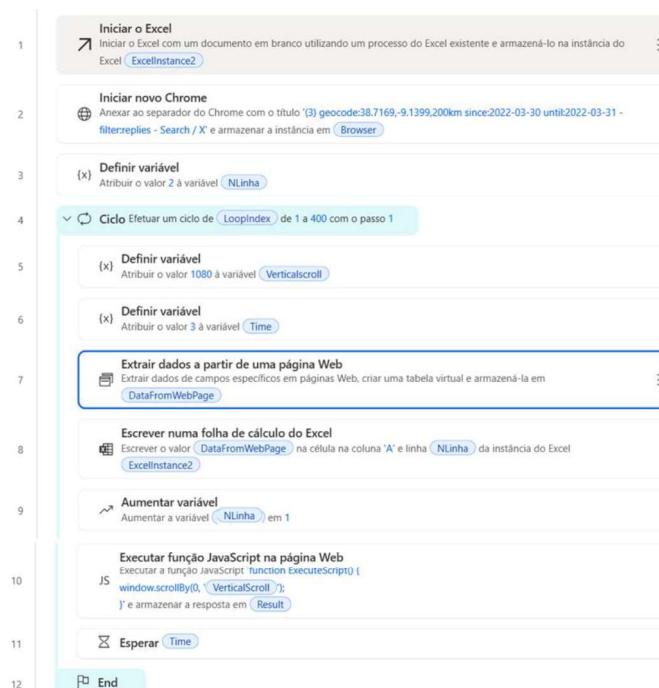 1
Iniciar o Excel
Iniciar o Excel com um documento em branco utilizando um processo do Excel existente e armazená-lo na instância do
Excel ExcelInstance2
2
Iniciar novo Chrome
Anexar ao separador do Chrome com o título '(3) geocode:38.7169,-9.1399,200km since:2022-03-30 until:2022-03-31 -
filter:replies - Search / X' e armazenar a instância em Browser
3
{x} Definir variável
Atribuir o valor 2 à variável NLinha
4
Ciclo Efetuar um ciclo de LoopIndex de 1 a 400 com o passo 1
5
{x} Definir variável
Atribuir o valor 1080 à variável Verticalscroll
6
{x} Definir variável
Atribuir o valor 3 à variável Time
7
Extrair dados a partir de uma página Web
Extrair dados de campos específicos em páginas Web, criar uma tabela virtual e armazená-la em
DataFromWebPage
8
Escrever numa folha de cálculo do Excel
Escrever o valor DataFromWebPage na célula na coluna 'A' e linha NLinha da instância do Excel
ExcelInstance2
9
Aumentar variável
Aumentar a variável NLinha em 1
10
Executar função JavaScript na página Web
Executar a função JavaScript 'function ExecuteScript() {
JS window.scrollBy(0, ' VerticalScroll ');
}' e armazenar a resposta em Result
11
Esperar Time
12
End